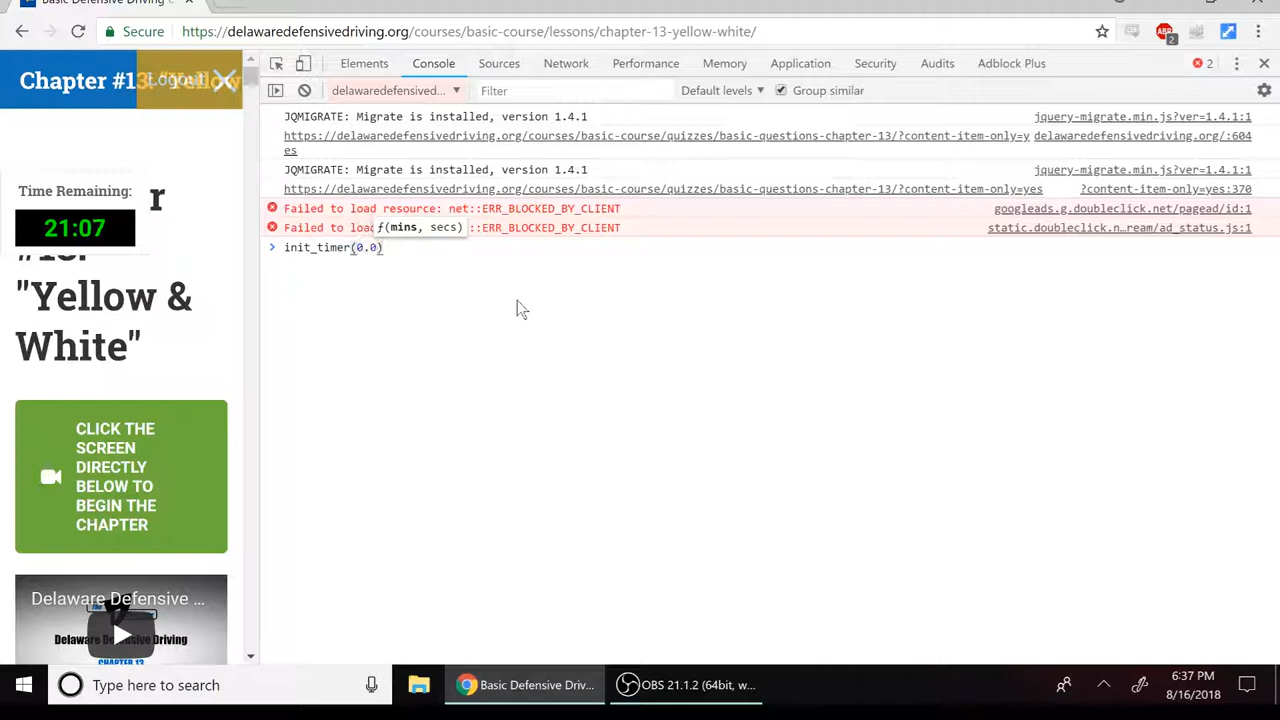 Basic Defensive Driving
Secure https://delawaredefensivedriving.org/courses/basic-course/lessons/chapter-13-yellow-white/
ABP
2
Chapter #13: "Yellow
Logout
Elements Console Sources Network Performance Memory Application Security Audits Adblock Plus 2
delawaredefensived... Filter Default levels Group similar
JQMIGRATE: Migrate is installed, version 1.4.1 jquery-migrate.min.js?ver=1.4.1:1
https://delawaredefensivedriving.org/courses/basic-course/quizzes/basic-questions-chapter-13/?content-item-only=y delawaredefensivedriving.org/:604
es
JQMIGRATE: Migrate is installed, version 1.4.1 jquery-migrate.min.js?ver=1.4.1:1
https://delawaredefensivedriving.org/courses/basic-course/quizzes/basic-questions-chapter-13/?content-item-only=yes ?content-item-only=yes:370
Failed to load resource: net::ERR_BLOCKED_BY_CLIENT googleads.g.doubleclick.net/pagead/id:1
Failed to load ƒ(mins, secs) ::ERR_BLOCKED_BY_CLIENT static.doubleclick.n…ream/ad_status.js:1
> init_timer(0.0)
Time Remaining:
21:07
r
#13:
"Yellow &
White"
CLICK THE
SCREEN
DIRECTLY
BELOW TO
BEGIN THE
CHAPTER
Delaware Defensive ...
Delaware Defensive Driving
CHAPTER 13
Type here to search
Basic Defensive Driv...
OBS 21.1.2 (64bit, w...
6:37 PM
8/16/2018